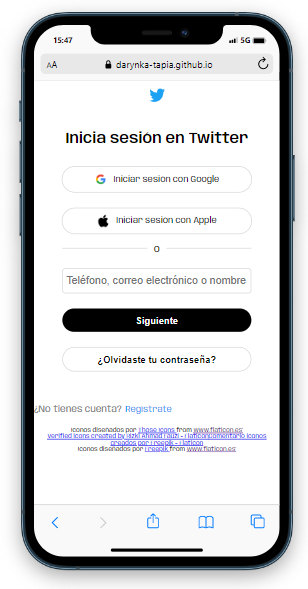 15:47
5G
AA
darynka-tapia.github.io
Inicia sesión en Twitter
Iniciar sesión con Google
Iniciar sesión con Apple
O
Teléfono, correo electrónico o nombre
Siguiente
¿Olvidaste tu contraseña?
¿No tienes cuenta? Regístrate
Iconos diseñados por Those Icons from www.flaticon.es'
Verified icons created by Rizki Ahmad Fauzi - FlaticonComentario iconos
creados por Freepik - Flaticon
Iconos diseñados por Freepik from www.flaticon.es'